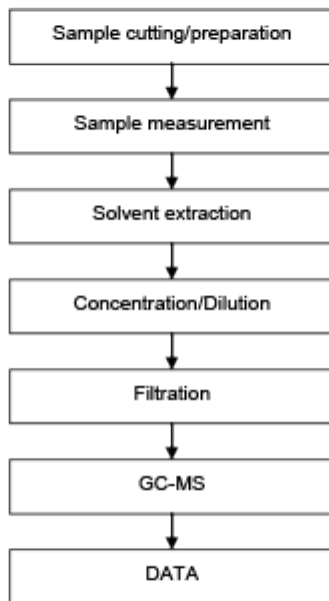 Sample cutting/preparation
Sample measurement
Solvent extraction
Concentration/Dilution
Filtration
GC-MS
DATA